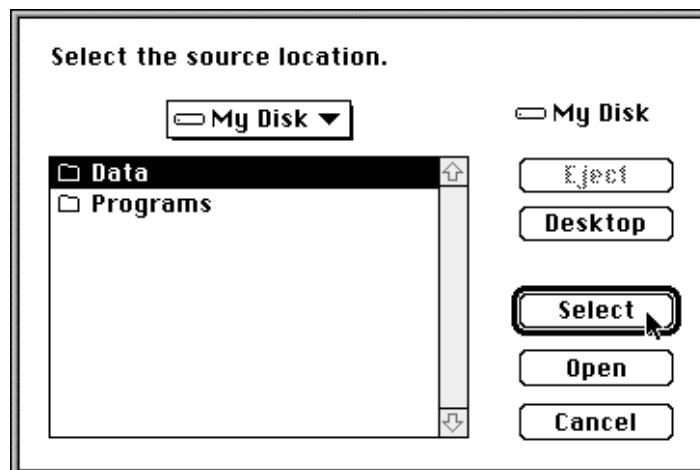 Select the source location.
My Disk
My Disk
Data
Programs
Eject
Desktop
Select
Open
Cancel